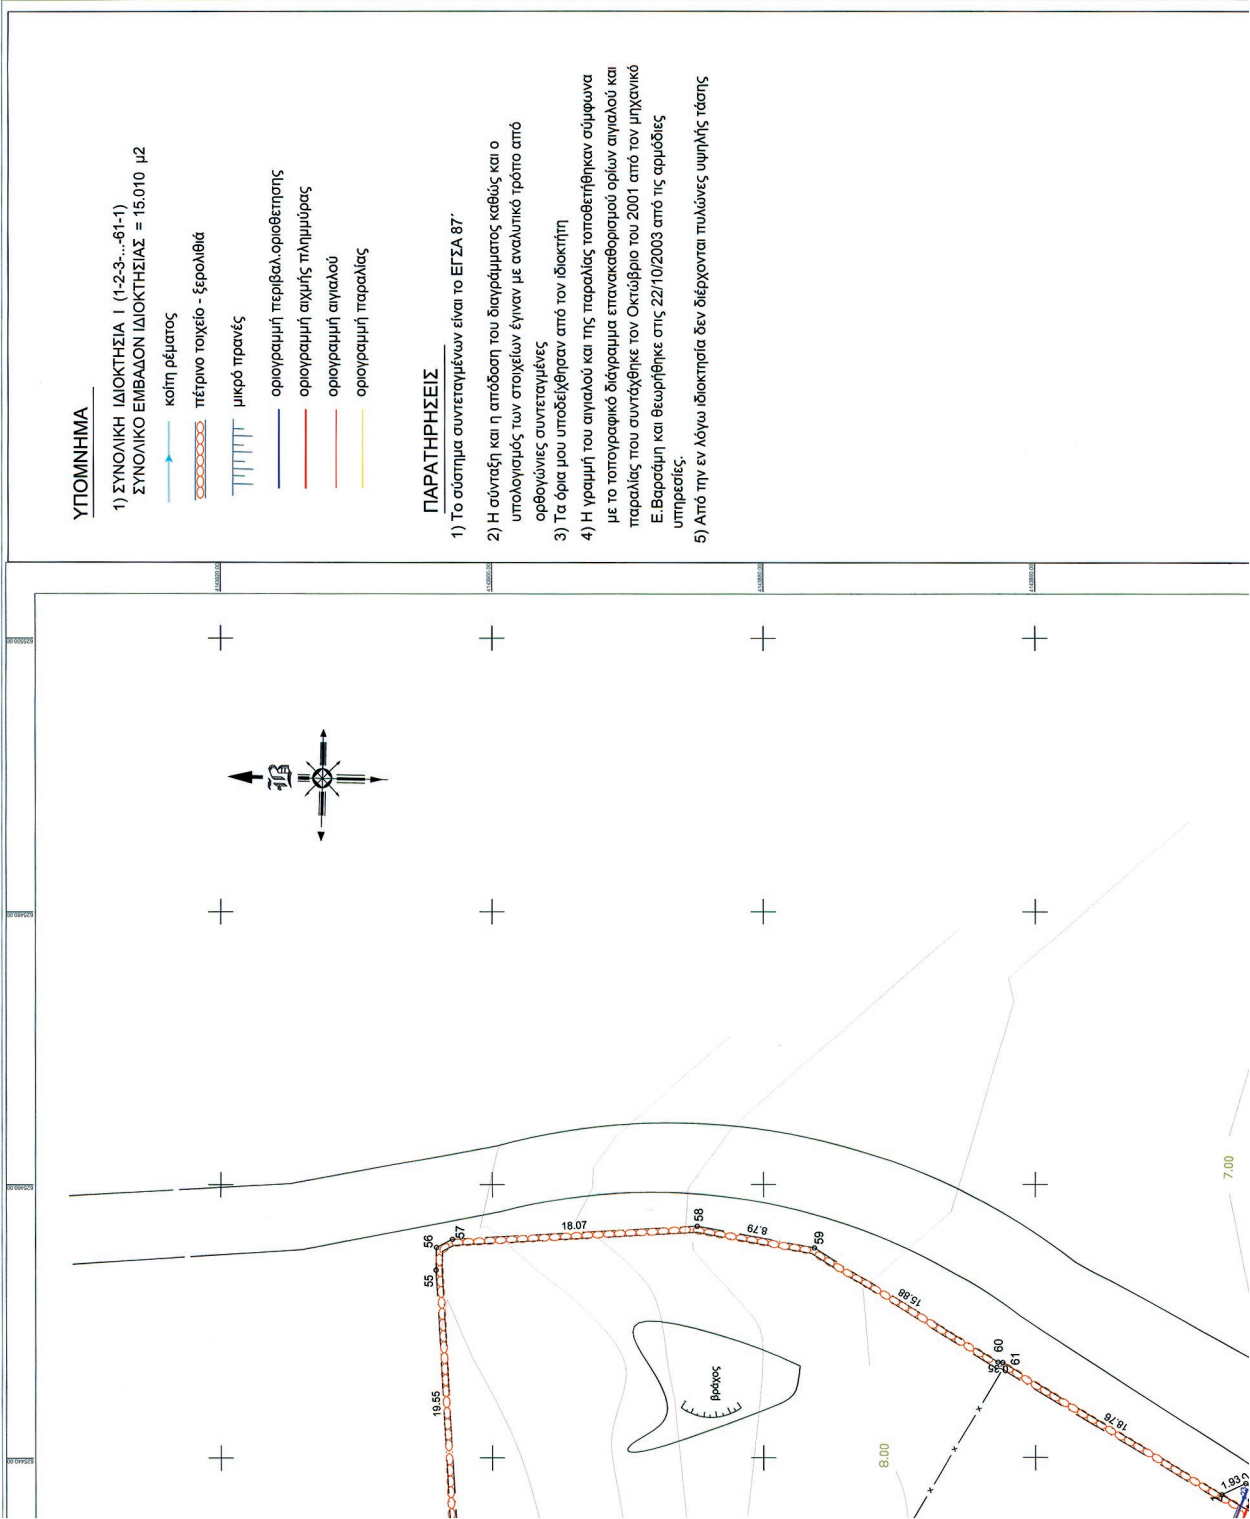 ΥΠΟΜΝΗΜΑ
1) ΣΥΝΟΛΙΚΗ ΙΔΙΟΚΤΗΣΙΑ Ι (1-2-3-...-61-1)
ΣΥΝΟΛΙΚΟ ΕΜΒΑΔΟΝ ΙΔΙΟΚΤΗΣΙΑΣ = 15.010 μ2
κοίτη ρέματος
πέτρινο τοιχείο - ξερολιθιά
μικρό πρανές
οριογραμμή περιβαλ.οριοθετησης
οριογραμμή αιχμής πλημμύρας
οριογραμμή αιγιαλού
οριογραμμή παραλίας
ΠΑΡΑΤΗΡΗΣΕΙΣ
1) Το σύστημα συντεταγμένων είναι το ΕΓΣΑ 87΄
2) Η σύνταξη και η απόδοση του διαγράμματος καθώς και ο
υπολογισμός των στοιχείων έγιναν με αναλυτικό τρόπο από
ορθογώνιες συντεταγμένες
3) Τα όρια μου υποδείχθησαν από τον ιδιοκτήτη
4) Η γραμμή του αιγιαλού και της παραλίας τοποθετήθηκαν σύμφωνα
με το τοπογραφικό διάγραμμα επανακαθορισμού ορίων αιγιαλού και
παραλίας που συντάχθηκε τον Οκτώβριο του 2001 από τον μηχανικό
Ε.Βαρσάμη και θεωρήθηκε στις 22/10/2003 από τις αρμόδιες
υπηρεσίες.
5) Από την εν λόγω ιδιοκτησία δεν διέρχονται πυλώνες υψηλής τάσης
Β
55
56
57
19.55
18.07
58
8.79
59
15.88
βράχος
60
61
0.35
18.76
8.00
7.00
1
1.93
2